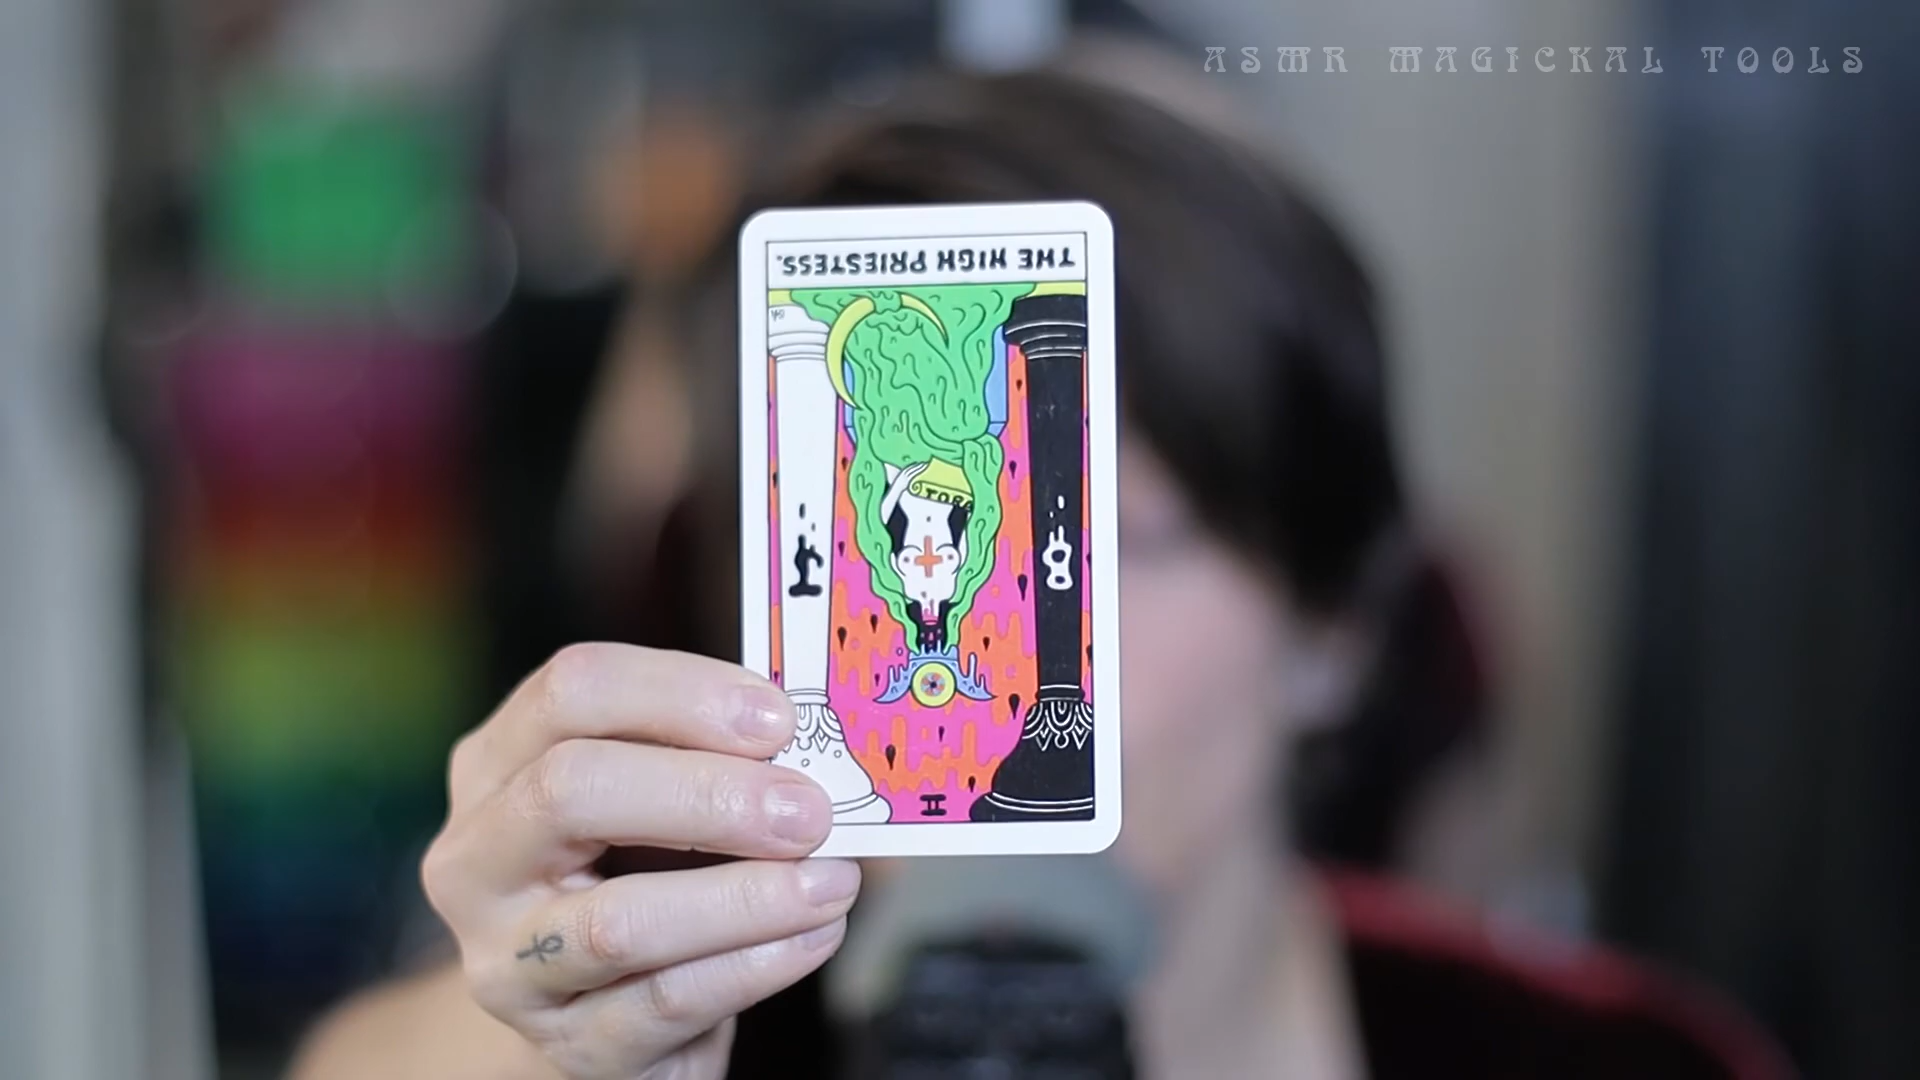 ASMR MAGICKAL TOOLS
THE HIGH PRIESTESS.
TORA
J
B
II